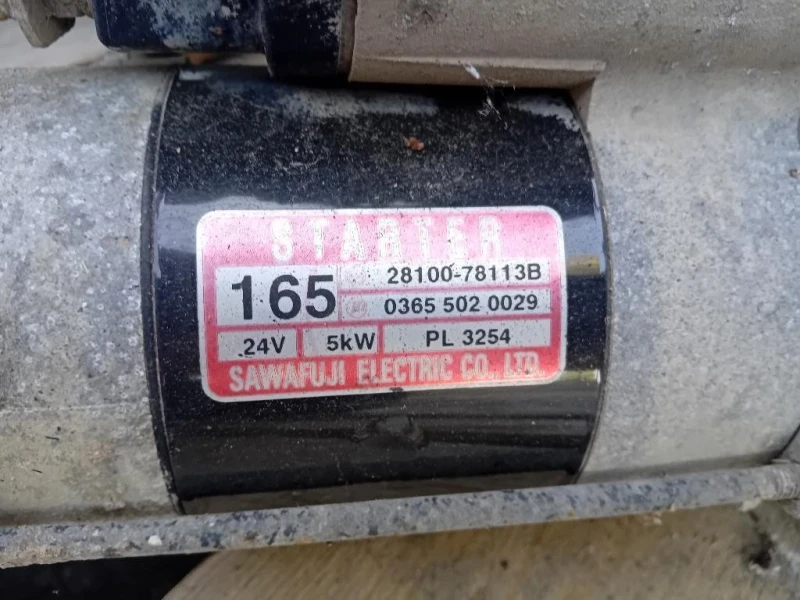 STARTER
165 28100-78113B
0365 502 0029
24V 5kW PL 3254
SAWAFUJI ELECTRIC CO., LTD.